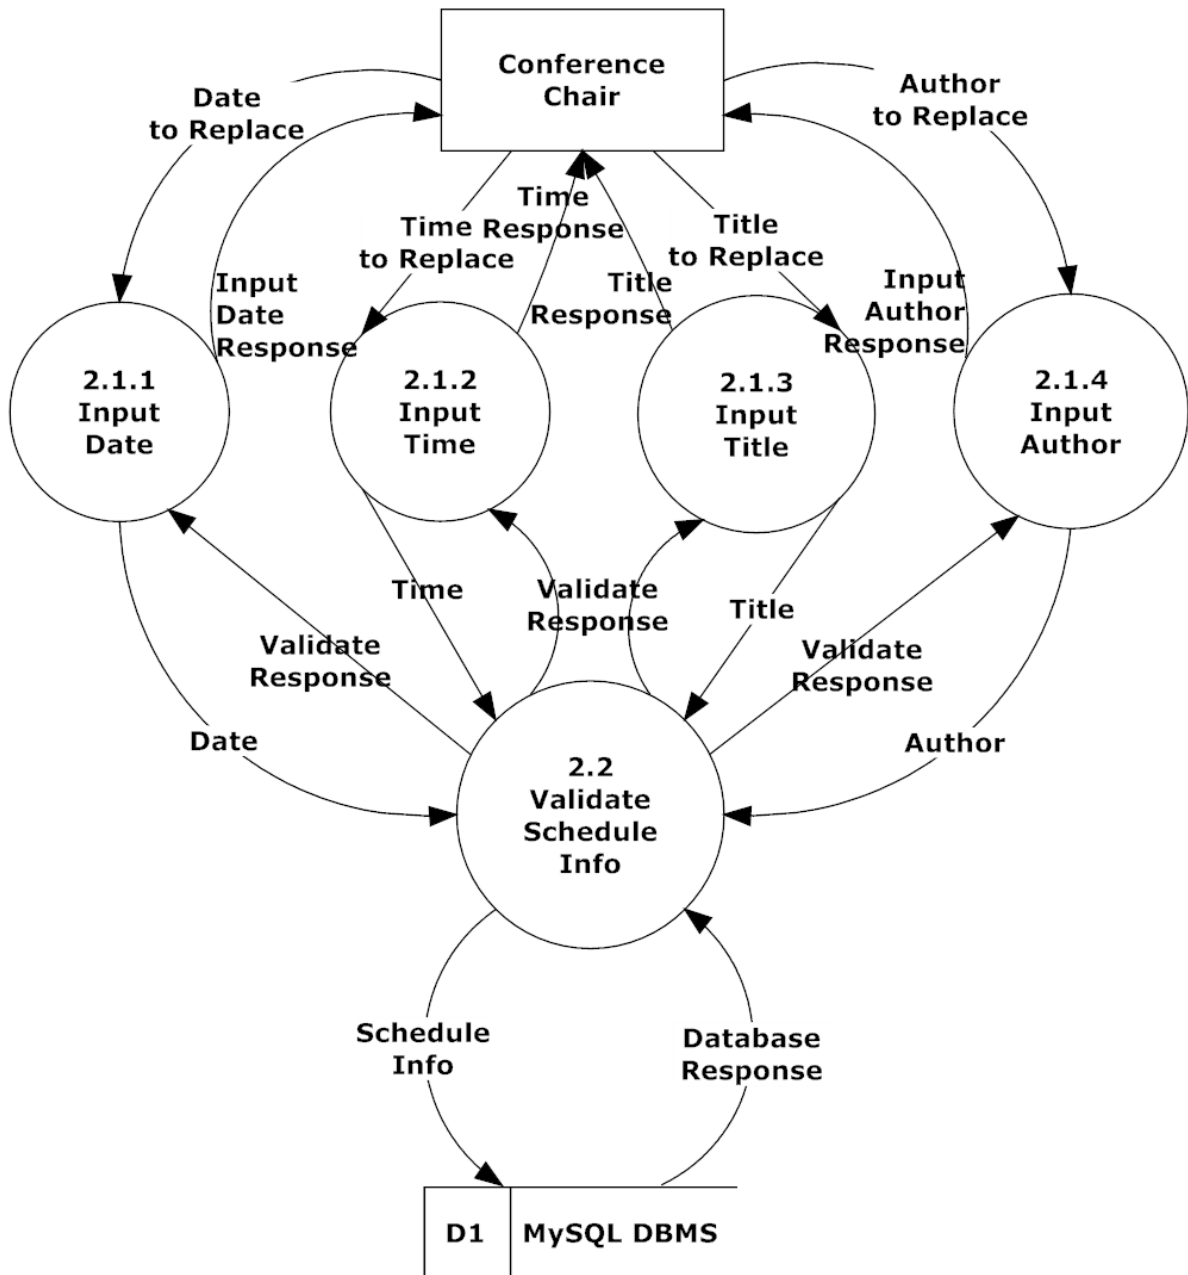 Conference
Chair
Date
to Replace
Author
to Replace
Time
Response
Time
to Replace
Title
to Replace
Input
Date
Response
Title
Response
Input
Author
Response
2.1.1
Input
Date
2.1.2
Input
Time
2.1.3
Input
Title
2.1.4
Input
Author
Time
Validate
Response
Title
Validate
Response
Validate
Response
Date
Author
2.2
Validate
Schedule
Info
Schedule
Info
Database
Response
D1
MySQL DBMS